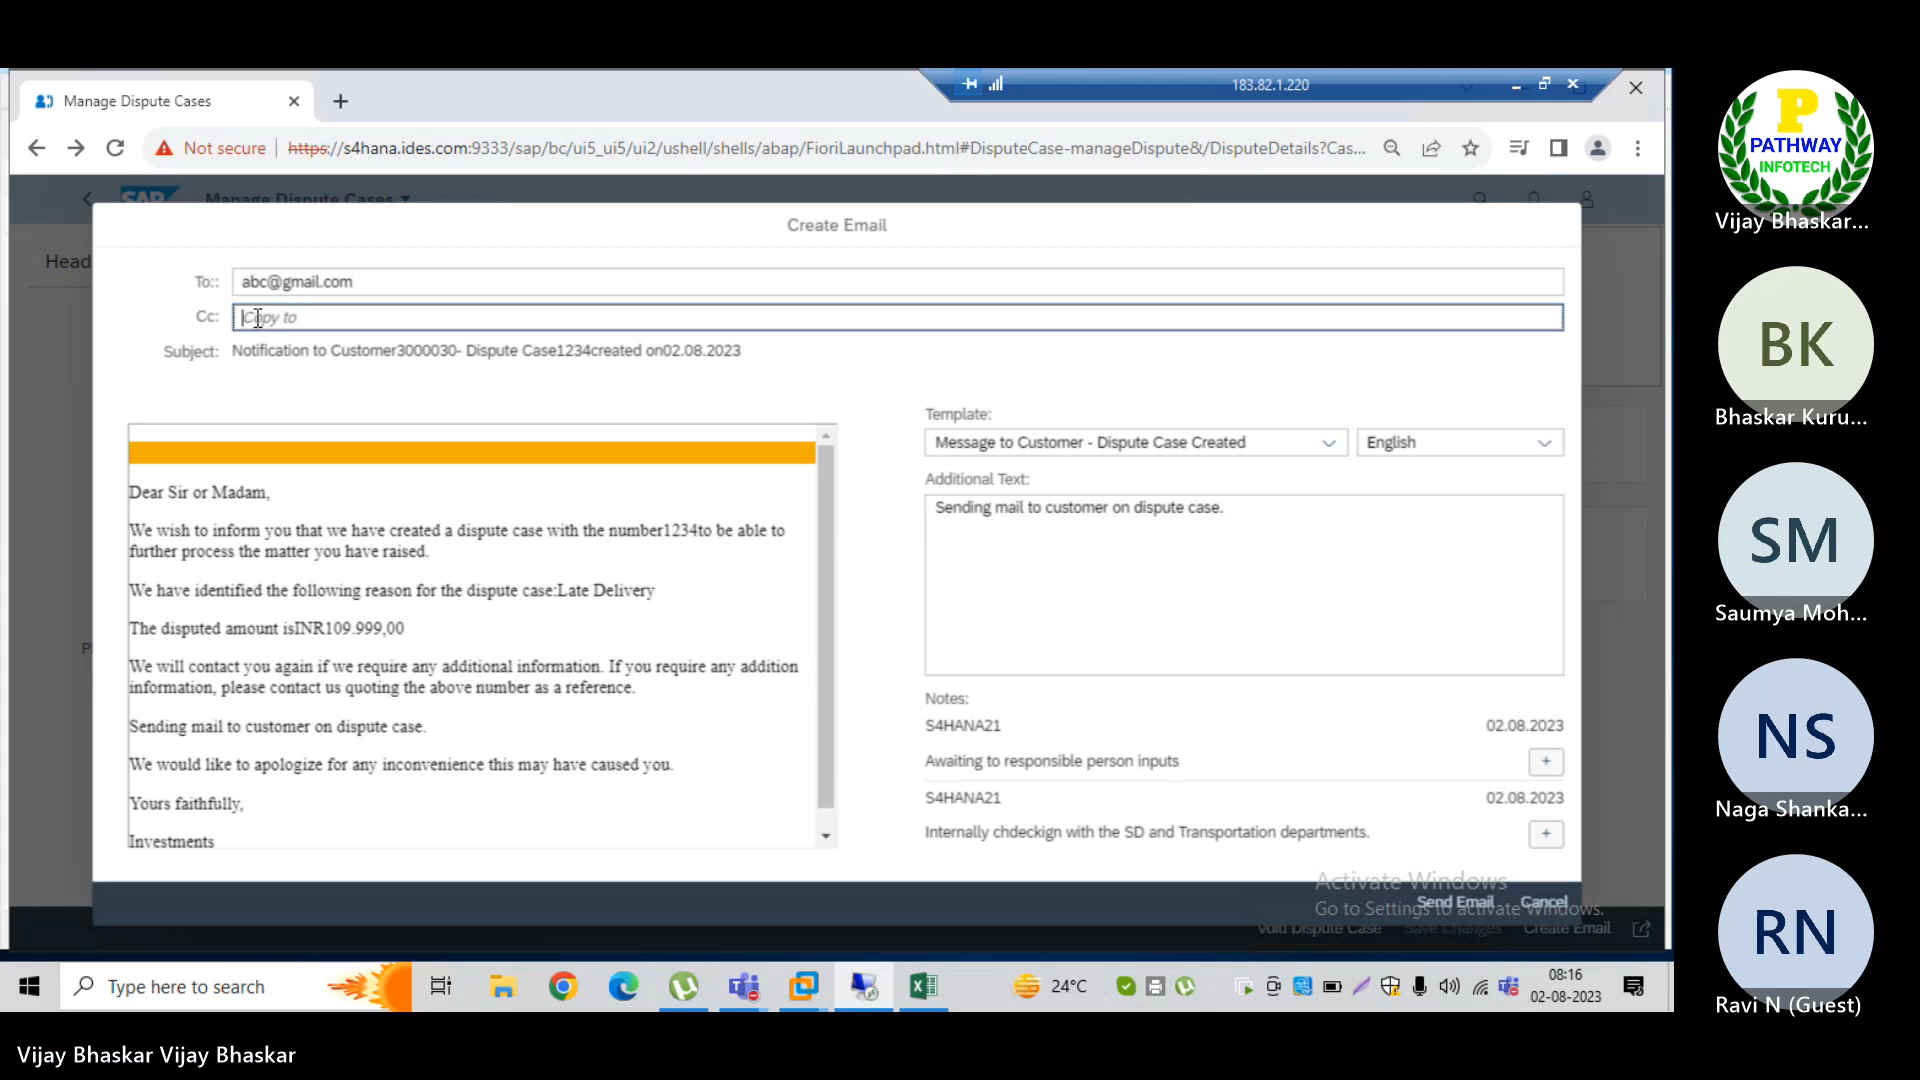 Manage Dispute Cases
183.82.1.220
Not secure
https://s4hana.ides.com:9333/sap/bc/ui5_ui5/ui2/ushell/shells/abap/FioriLaunchpad.html#DisputeCase-manageDispute&/DisputeDetails?Cas...
SAP
Manage Dispute Cases
Head
Create Email
To::
abc@gmail.com
Cc:
Copy to
Subject:
Notification to Customer3000030- Dispute Case1234created on02.08.2023
Dear Sir or Madam,
We wish to inform you that we have created a dispute case with the number1234to be able to
further process the matter you have raised.
We have identified the following reason for the dispute case:Late Delivery
The disputed amount isINR109.999,00
We will contact you again if we require any additional information. If you require any addition
information, please contact us quoting the above number as a reference.
Sending mail to customer on dispute case.
We would like to apologize for any inconvenience this may have caused you.
Yours faithfully,
Investments
Template:
Message to Customer - Dispute Case Created
English
Additional Text:
Sending mail to customer on dispute case.
Notes:
S4HANA21
02.08.2023
Awaiting to responsible person inputs
+
S4HANA21
02.08.2023
Internally chdeckign with the SD and Transportation departments.
+
P
Activate Windows
Go to Settings to activate Windows.
Send Email
Cancel
Void Dispute Case
Save Changes
Create Email
Type here to search
24°C
08:16
02-08-2023
P
PATHWAY
INFOTECH
Vijay Bhaskar...
BK
Bhaskar Kuru...
SM
Saumya Moh...
NS
Naga Shanka...
RN
Ravi N (Guest)
Vijay Bhaskar Vijay Bhaskar